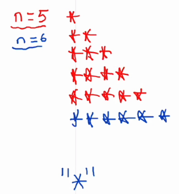 n=5 *
n=6 * *
* * *
* * * *
* * * * *
* * * * * *
"*"